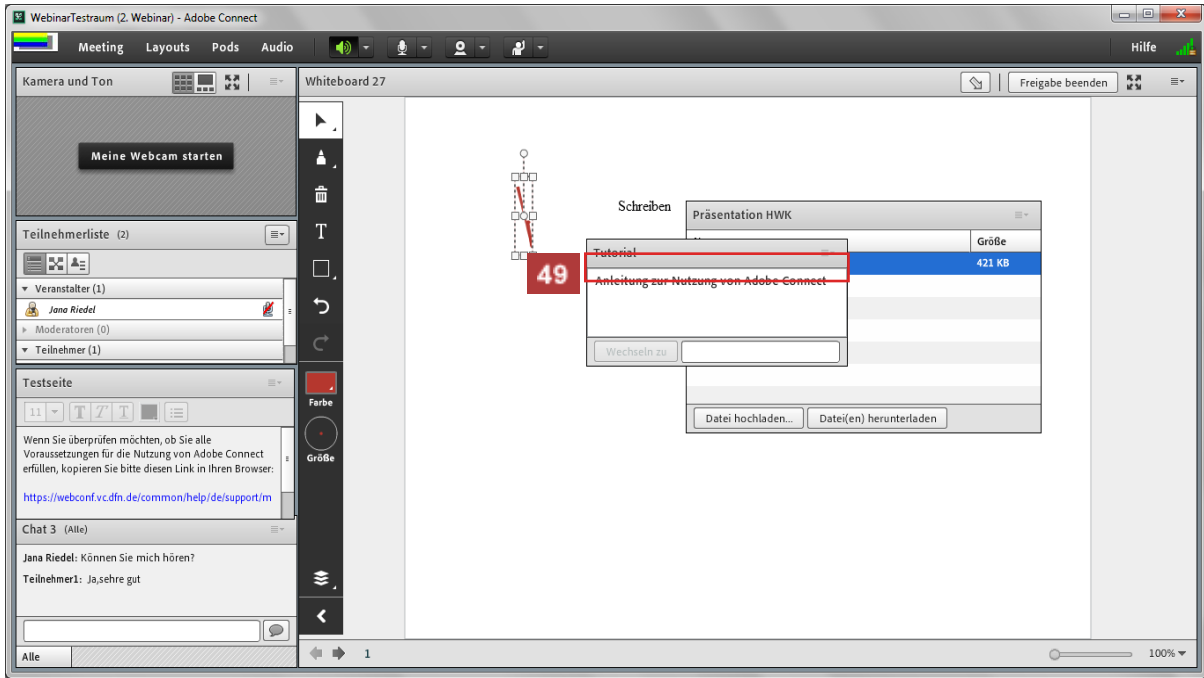 WebinarTestraum (2. Webinar) - Adobe Connect
Meeting Layouts Pods Audio Hilfe
Kamera und Ton
Meine Webcam starten
Teilnehmerliste (2)
Veranstalter (1)
Jana Riedel
Moderatoren (0)
Teilnehmer (1)
Testseite
11 T T T
Wenn Sie überprüfen möchten, ob Sie alle
Voraussetzungen für die Nutzung von Adobe Connect
erfüllen, kopieren Sie bitte diesen Link in Ihren Browser:
https://webconf.vc.dfn.de/common/help/de/support/m
Chat 3 (Alle)
Jana Riedel: Können Sie mich hören?
Teilnehmer1: Ja,sehre gut
Alle
Whiteboard 27
Freigabe beenden
T
Farbe
Größe
Schreiben
Präsentation HWK
Größe
421 KB
Datei hochladen... Datei(en) herunterladen
49
Tutorial
Anleitung zur Nutzung von Adobe Connect
Wechseln zu
1
100%